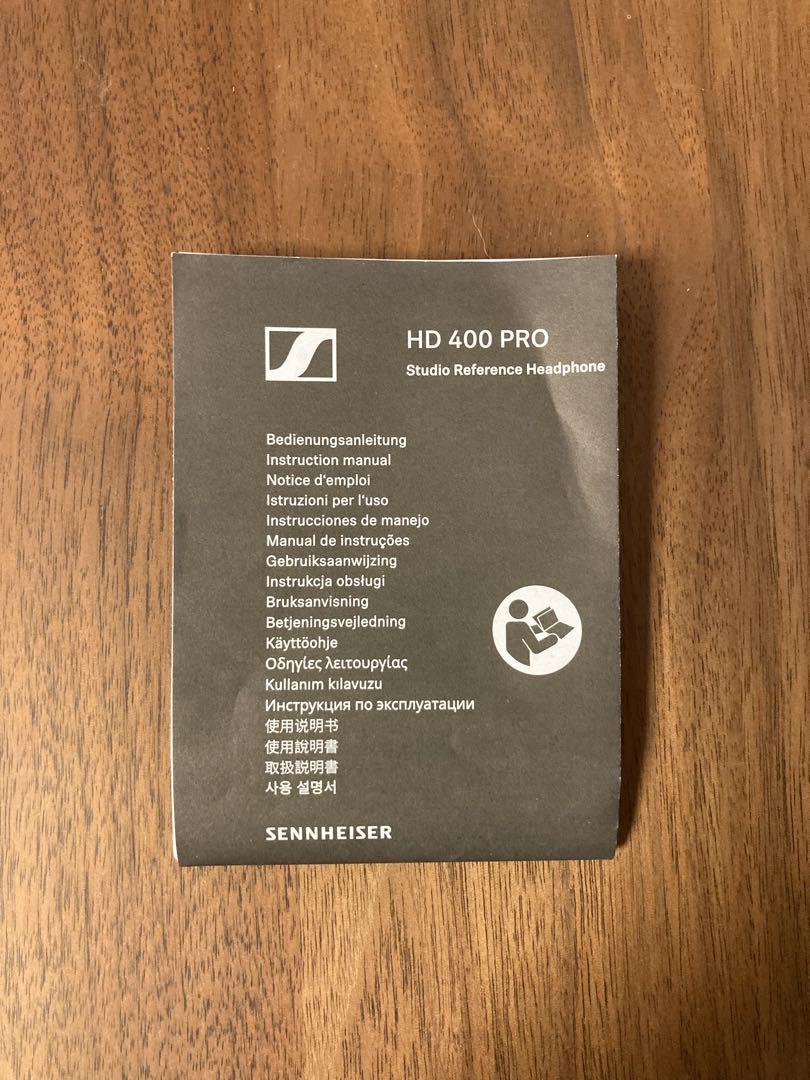 HD 400 PRO
Studio Reference Headphone
Bedienungsanleitung
Instruction manual
Notice d‘emploi
Istruzioni per l‘uso
Instrucciones de manejo
Manual de instruções
Gebruiksaanwijzing
Instrukcja obsługi
Bruksanvisning
Betjeningsvejledning
Käyttöohje
Οδηγίες λειτουργίας
Kullanım kılavuzu
Инструкция по эксплуатации
使用说明书
使用說明書
取扱説明書
사용 설명서
SENNHEISER